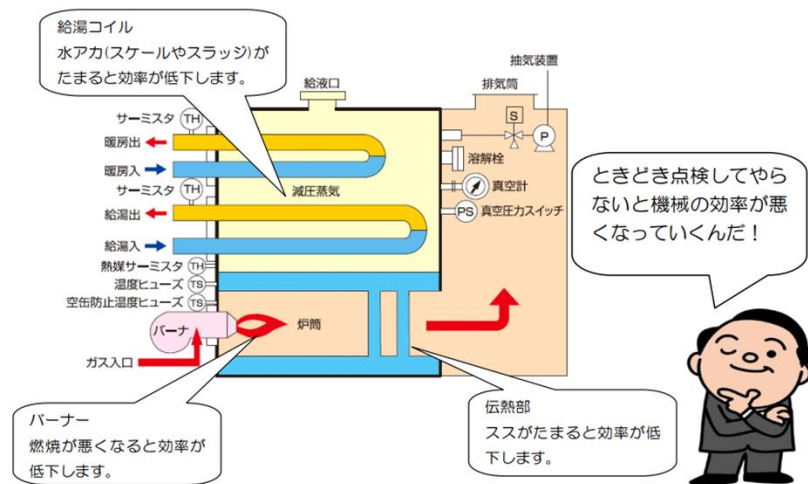 給湯コイル
水アカ(スケールやスラッジ)が
たまると効率が低下します。
抽気装置
給液口
排気筒
サーミスタ
TH
S
暖房出
P
溶解栓
暖房入
サーミスタ
TH
減圧蒸気
真空計
給湯出
PS
真空圧力スイッチ
給湯入
熱媒サーミスタ
TH
温度ヒューズ
TS
空缶防止温度ヒューズ
TS
バーナ
炉筒
ガス入口
ときどき点検してやら
ないと機械の効率が悪
くなっていくんだ！
バーナー
燃焼が悪くなると効率が
低下します。
伝熱部
ススがたまると効率が低
下します。